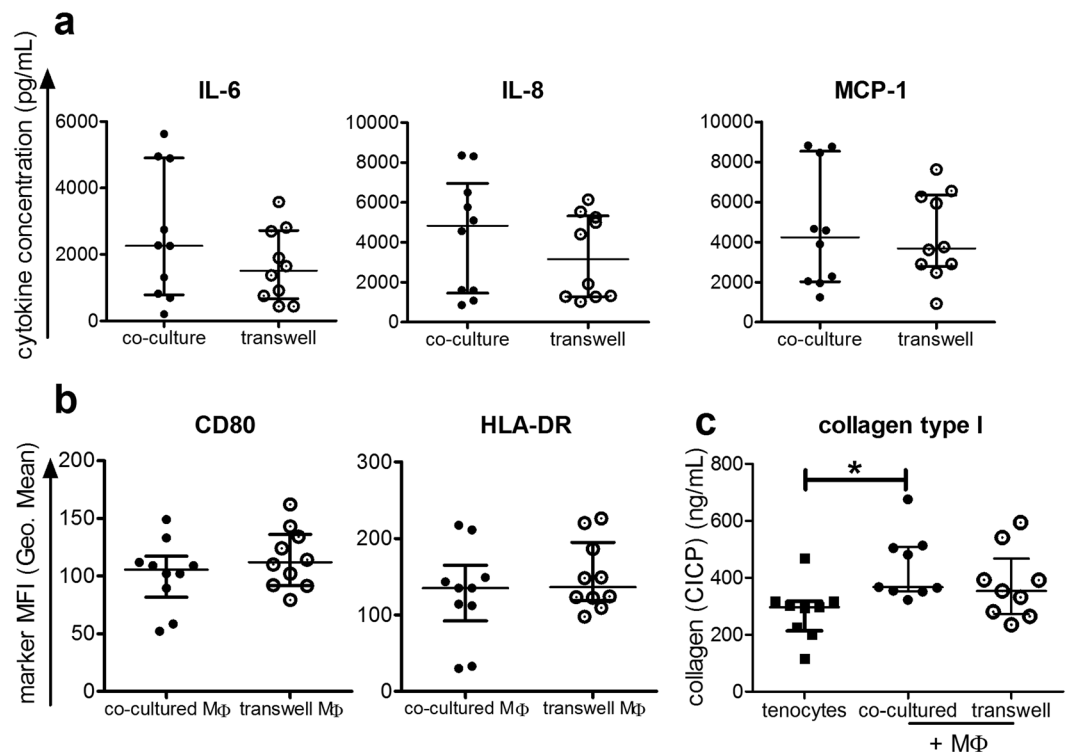 a
cytokine concentration (pg/mL)
IL-6
6000
4000
2000
0
co-culture transwell
IL-8
10000
8000
6000
4000
2000
0
co-culture transwell
MCP-1
10000
8000
6000
4000
2000
0
co-culture transwell
b
marker MFI (Geo. Mean)
CD80
200
150
100
50
0
co-cultured MΦ transwell MΦ
HLA-DR
300
200
100
0
co-cultured MΦ transwell MΦ
c
collagen type I
collagen (CICP) (ng/mL)
800
600
400
200
0
*
tenocytes co-cultured transwell
+ MΦ